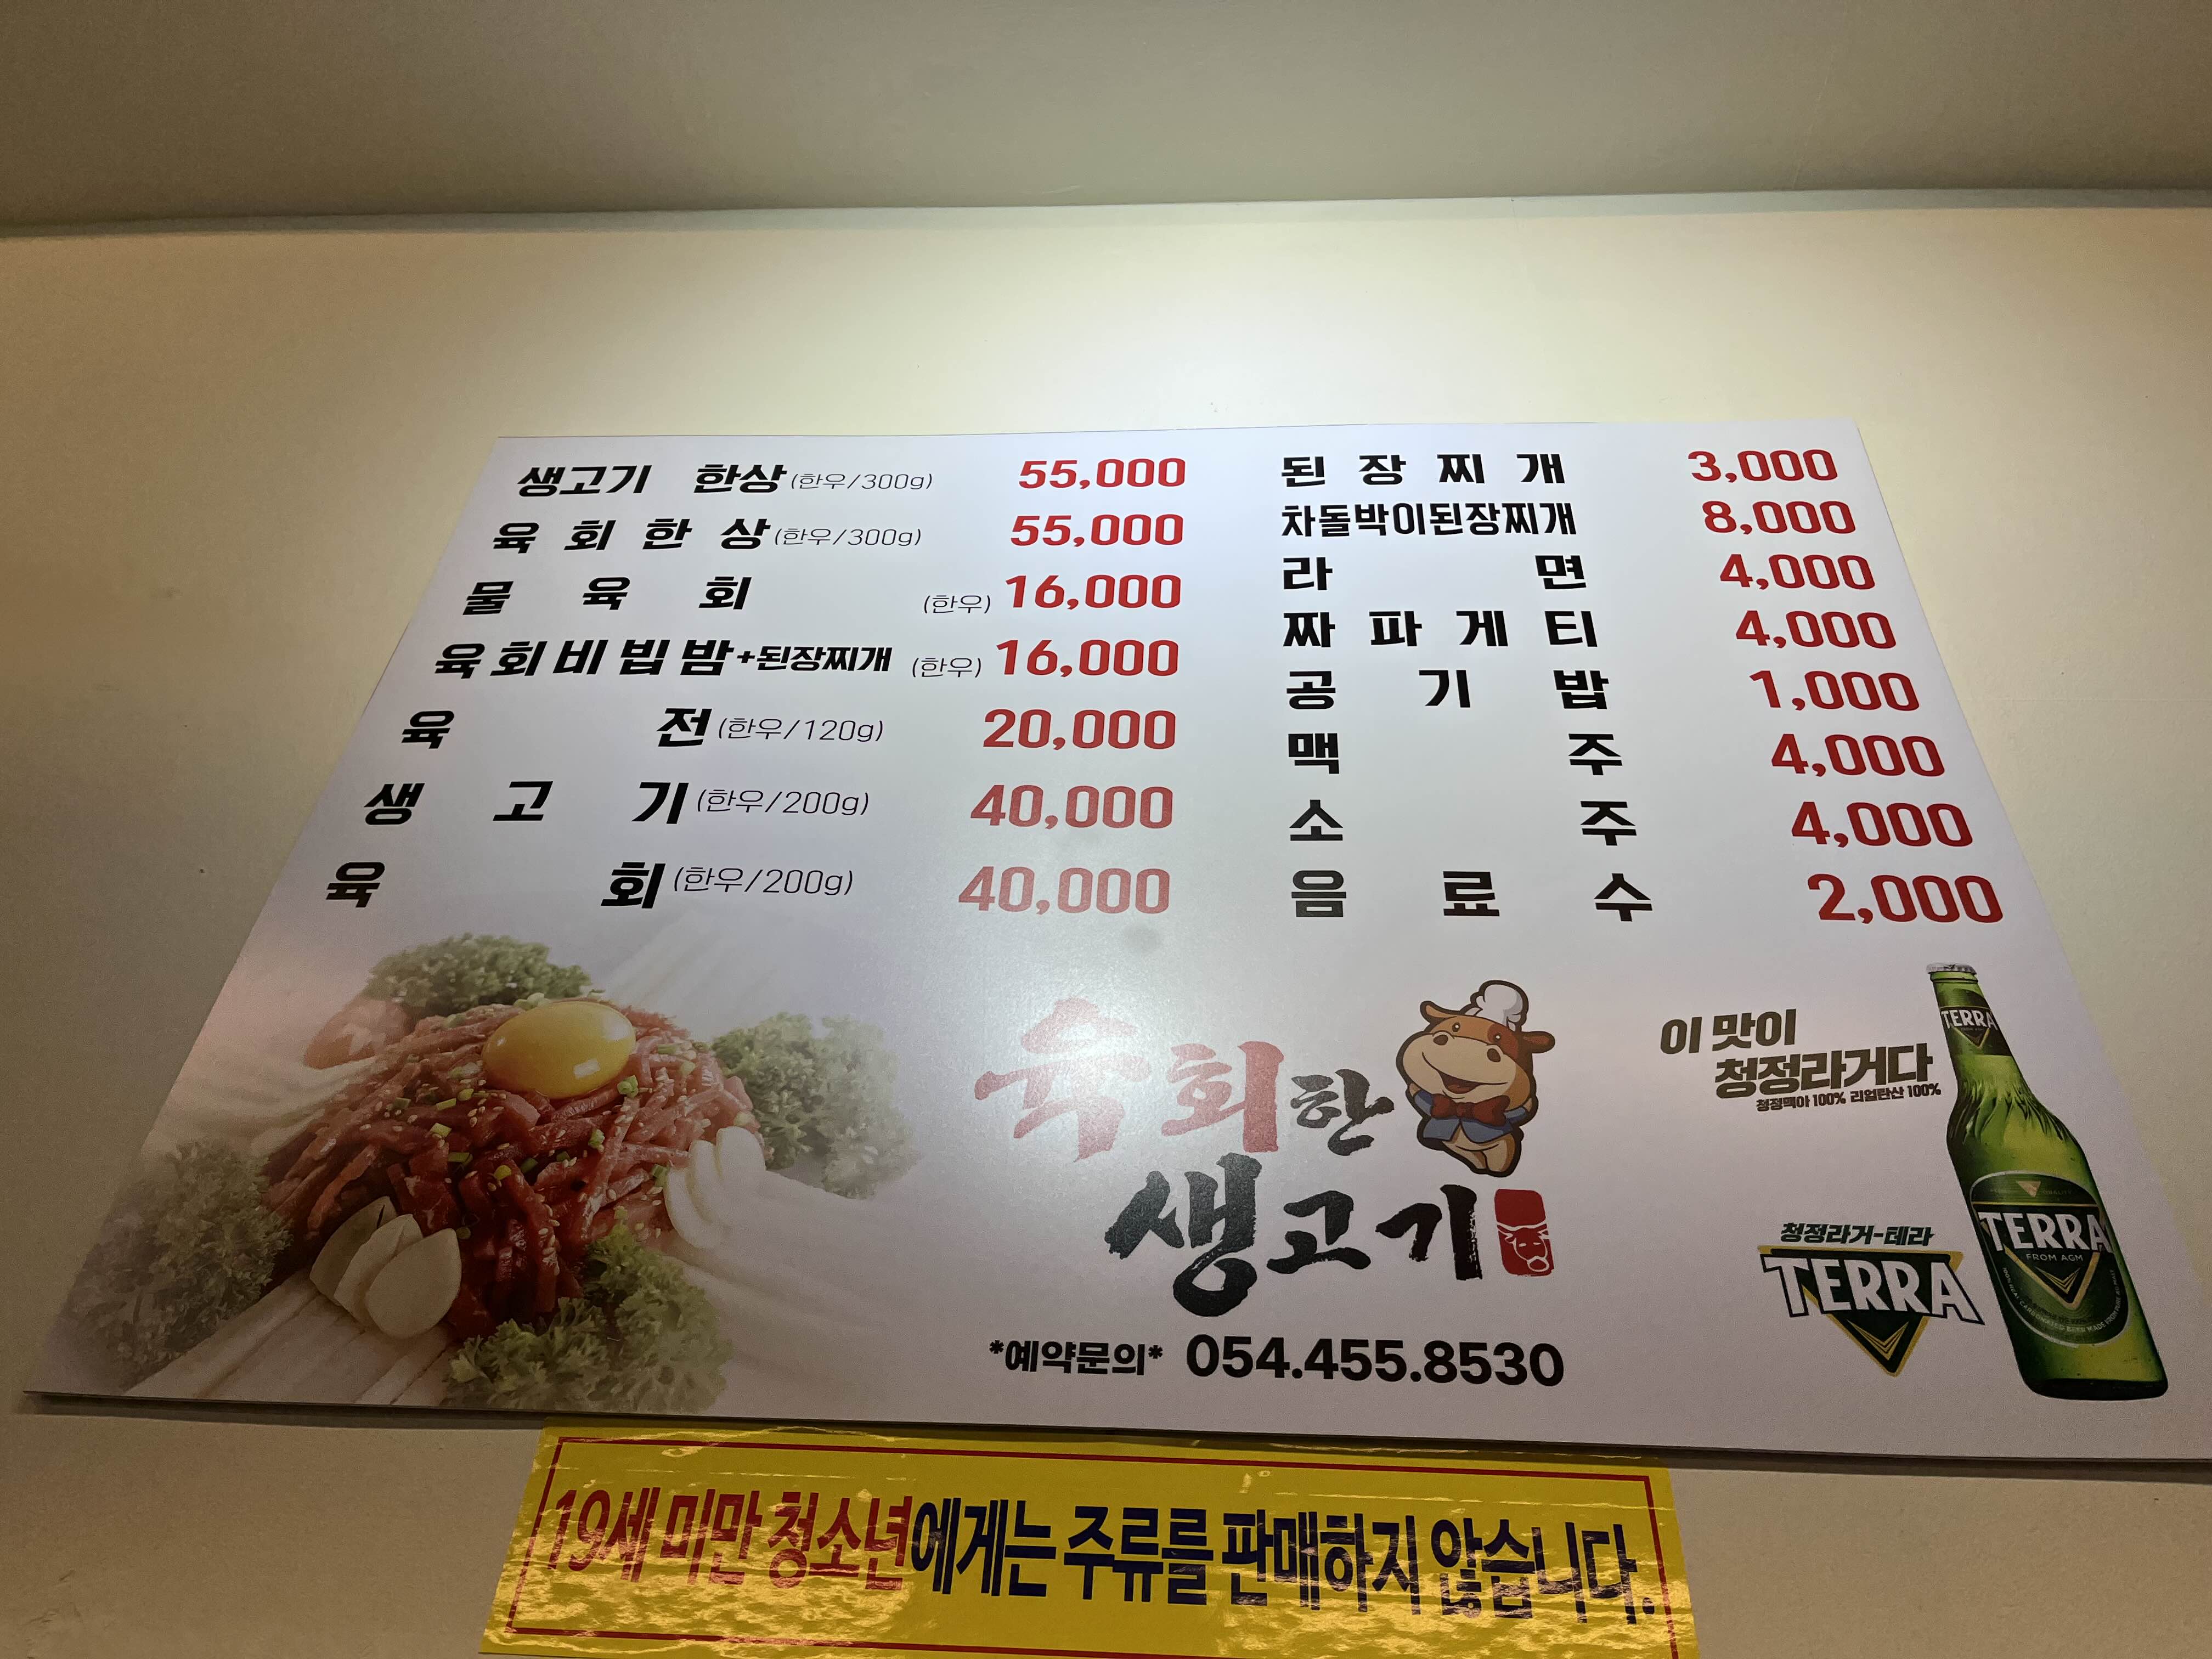 생고기 한상 (한우/300g) 55,000
육회한상 (한우/300g) 55,000
물육회 (한우) 16,000
육회비빔밤+된장찌개 (한우) 16,000
육전 (한우/120g) 20,000
생고기 (한우/200g) 40,000
육회 (한우/200g) 40,000
된장찌개 3,000
차돌박이된장찌개 8,000
라면 4,000
짜파게티 4,000
공기밥 1,000
맥주 4,000
소주 4,000
음료수 2,000
육회한
생고기
*예약문의* 054.455.8530
이 맛이
청정라거다
청정맥아 100% 리얼탄산 100%
청정라거-테라
TERRA
TERRA
TERRA
FROM AGM
19세 미만 청소년에게는 주류를 판매하지 않습니다.